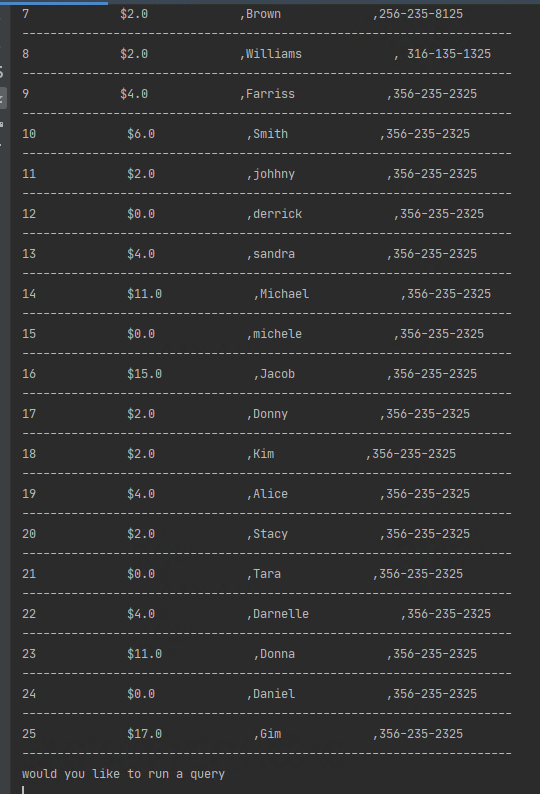 7             $2.0             ,Brown             ,256-235-8125
----------------------------------------------------------------------
8             $2.0             ,Williams             , 316-135-1325
----------------------------------------------------------------------
9             $4.0             ,Farriss             ,356-235-2325
----------------------------------------------------------------------
10             $6.0             ,Smith             ,356-235-2325
----------------------------------------------------------------------
11             $2.0             ,johhny             ,356-235-2325
----------------------------------------------------------------------
12             $0.0             ,derrick             ,356-235-2325
----------------------------------------------------------------------
13             $4.0             ,sandra             ,356-235-2325
----------------------------------------------------------------------
14             $11.0             ,Michael             ,356-235-2325
----------------------------------------------------------------------
15             $0.0             ,michele             ,356-235-2325
----------------------------------------------------------------------
16             $15.0             ,Jacob             ,356-235-2325
----------------------------------------------------------------------
17             $2.0             ,Donny             ,356-235-2325
----------------------------------------------------------------------
18             $2.0             ,Kim             ,356-235-2325
----------------------------------------------------------------------
19             $4.0             ,Alice             ,356-235-2325
----------------------------------------------------------------------
20             $2.0             ,Stacy             ,356-235-2325
----------------------------------------------------------------------
21             $0.0             ,Tara             ,356-235-2325
----------------------------------------------------------------------
22             $4.0             ,Darnelle             ,356-235-2325
----------------------------------------------------------------------
23             $11.0             ,Donna             ,356-235-2325
----------------------------------------------------------------------
24             $0.0             ,Daniel             ,356-235-2325
----------------------------------------------------------------------
25             $17.0             ,Gim             ,356-235-2325
----------------------------------------------------------------------
would you like to run a query